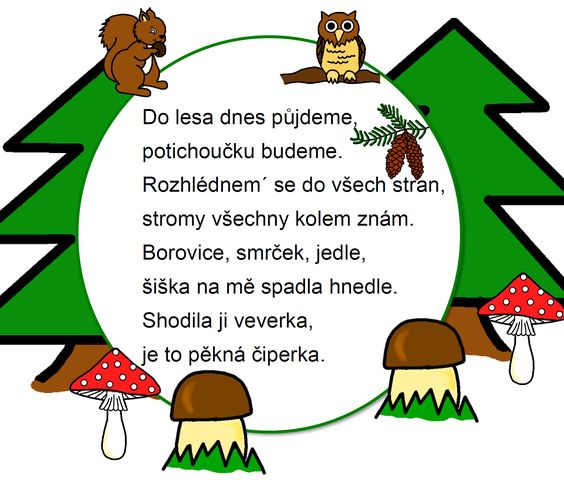 Do lesa dnes půjdeme,
potichoučku budeme.
Rozhlédnem´ se do všech stran,
stromy všechny kolem znám.
Borovice, smrček, jedle,
šiška na mě spadla hnedle.
Shodila ji veverka,
je to pěkná čiperka.